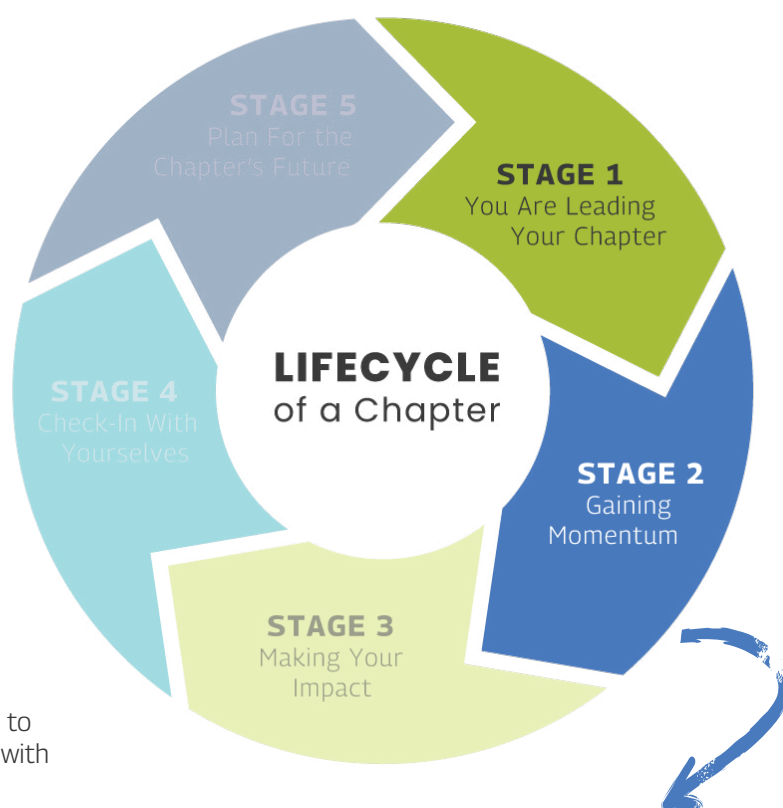 STAGE 5
Plan For the
Chapter's Future
STAGE 1
You Are Leading
Your Chapter
LIFECYCLE
of a Chapter
STAGE 4
Check-In With
Yourselves
STAGE 2
Gaining
Momentum
STAGE 3
Making Your
Impact
to
with